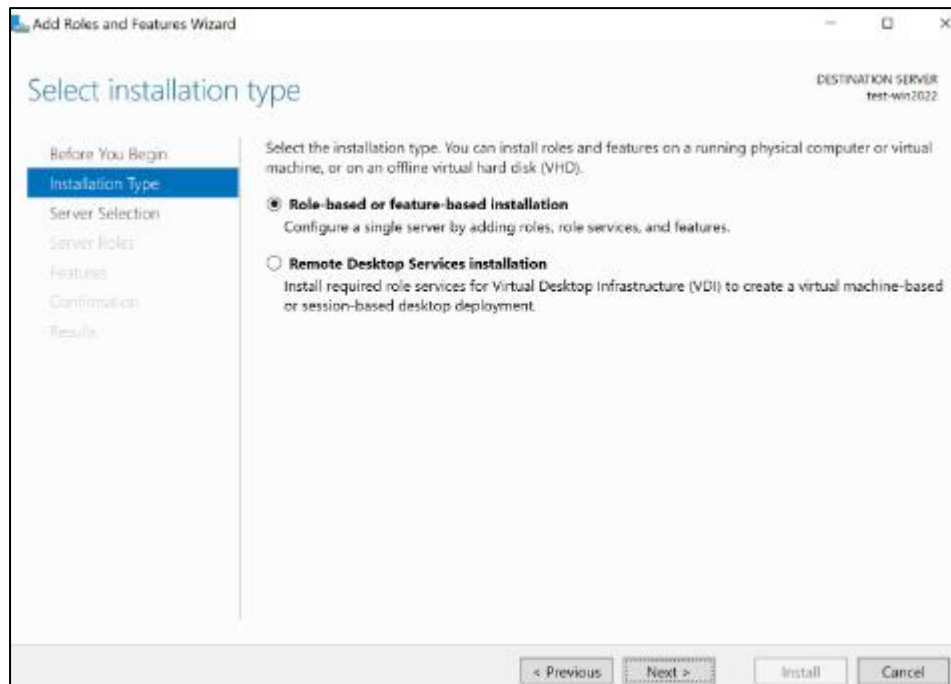 Add Roles and Features Wizard
Select installation type
DESTINATION SERVER
test-win2022
Before You Begin
Installation Type
Server Selection
Server Roles
Features
Confirmation
Results
Select the installation type. You can install roles and features on a running physical computer or virtual
machine, or on an offline virtual hard disk (VHD).
Role-based or feature-based installation
Configure a single server by adding roles, role services, and features.
Remote Desktop Services installation
Install required role services for Virtual Desktop Infrastructure (VDI) to create a virtual machine-based
or session-based desktop deployment.
< Previous
Next >
Install
Cancel